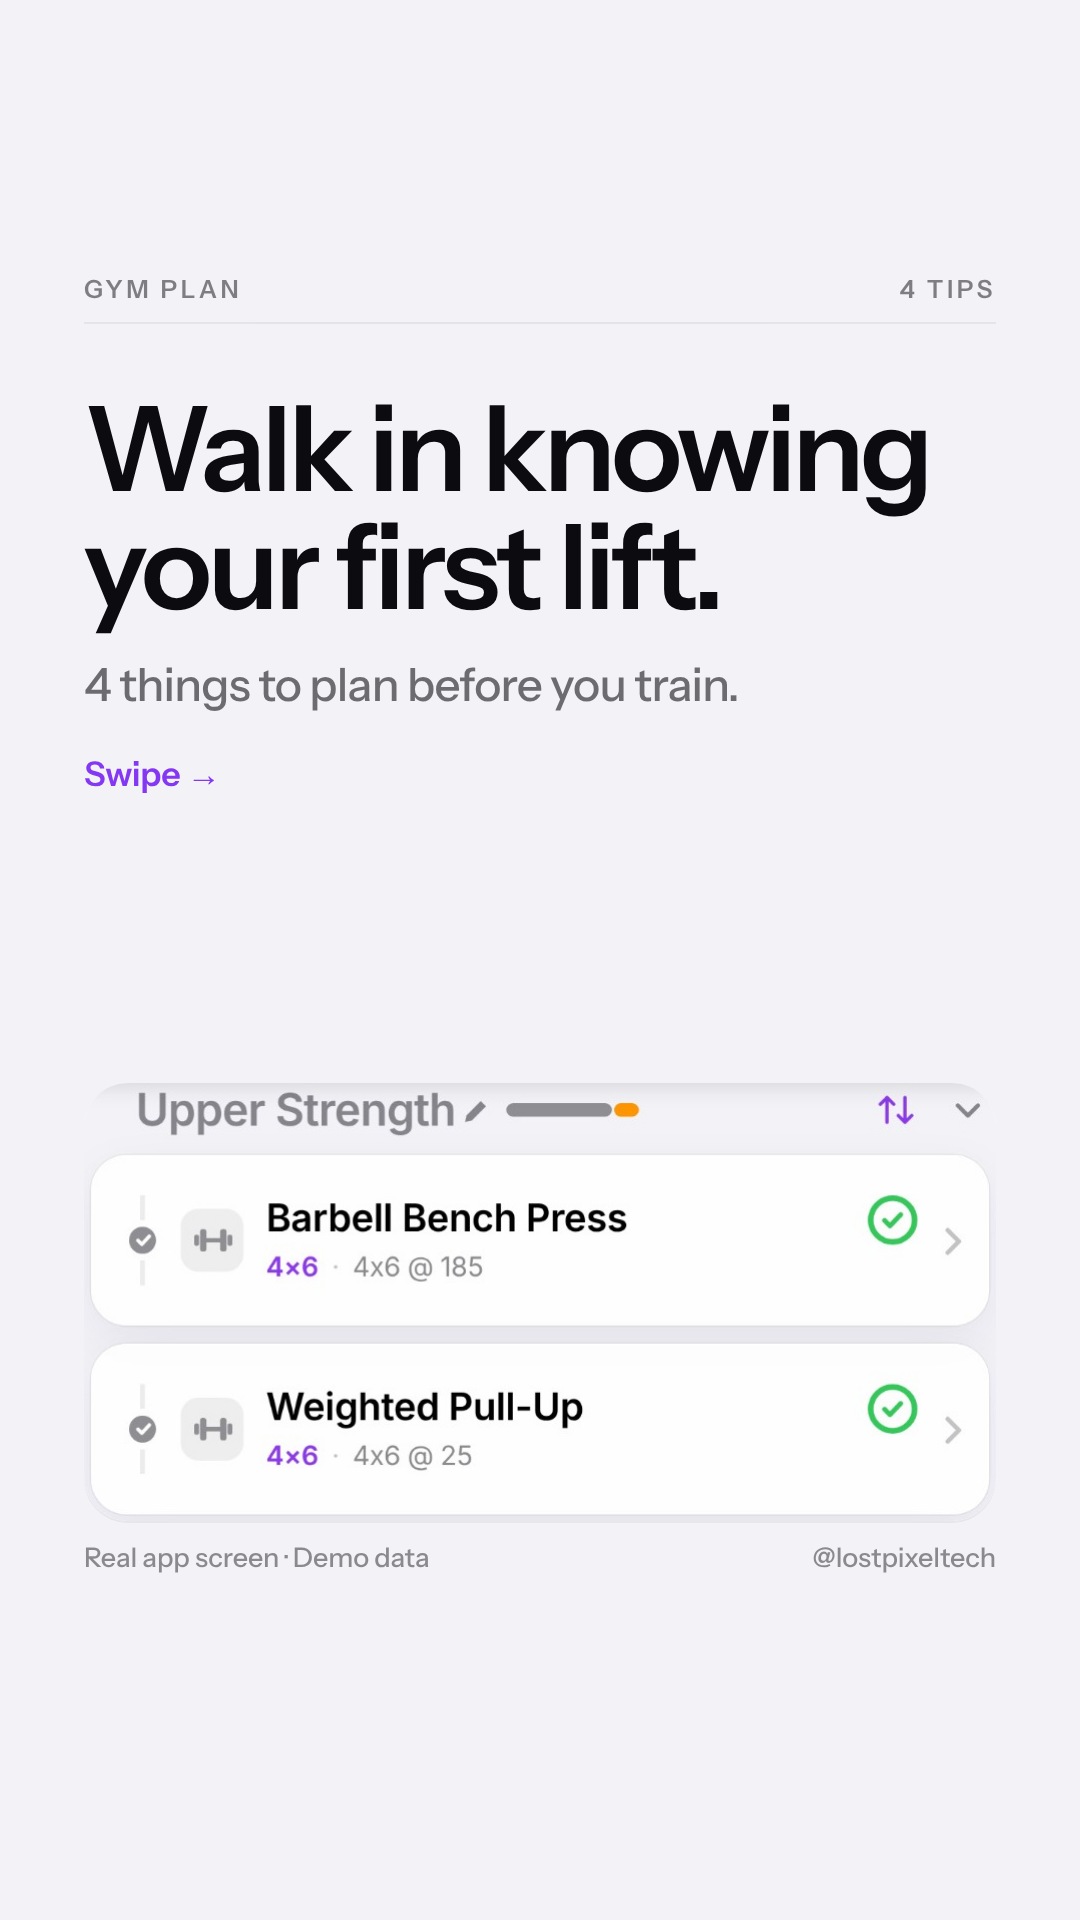 GYM PLAN
4 TIPS
Walk in knowing
your first lift.
4 things to plan before you train.
Swipe →
Upper Strength
Barbell Bench Press
4×6 · 4x6 @ 185
Weighted Pull-Up
4×6 · 4x6 @ 25
Real app screen · Demo data
@lostpixeltech